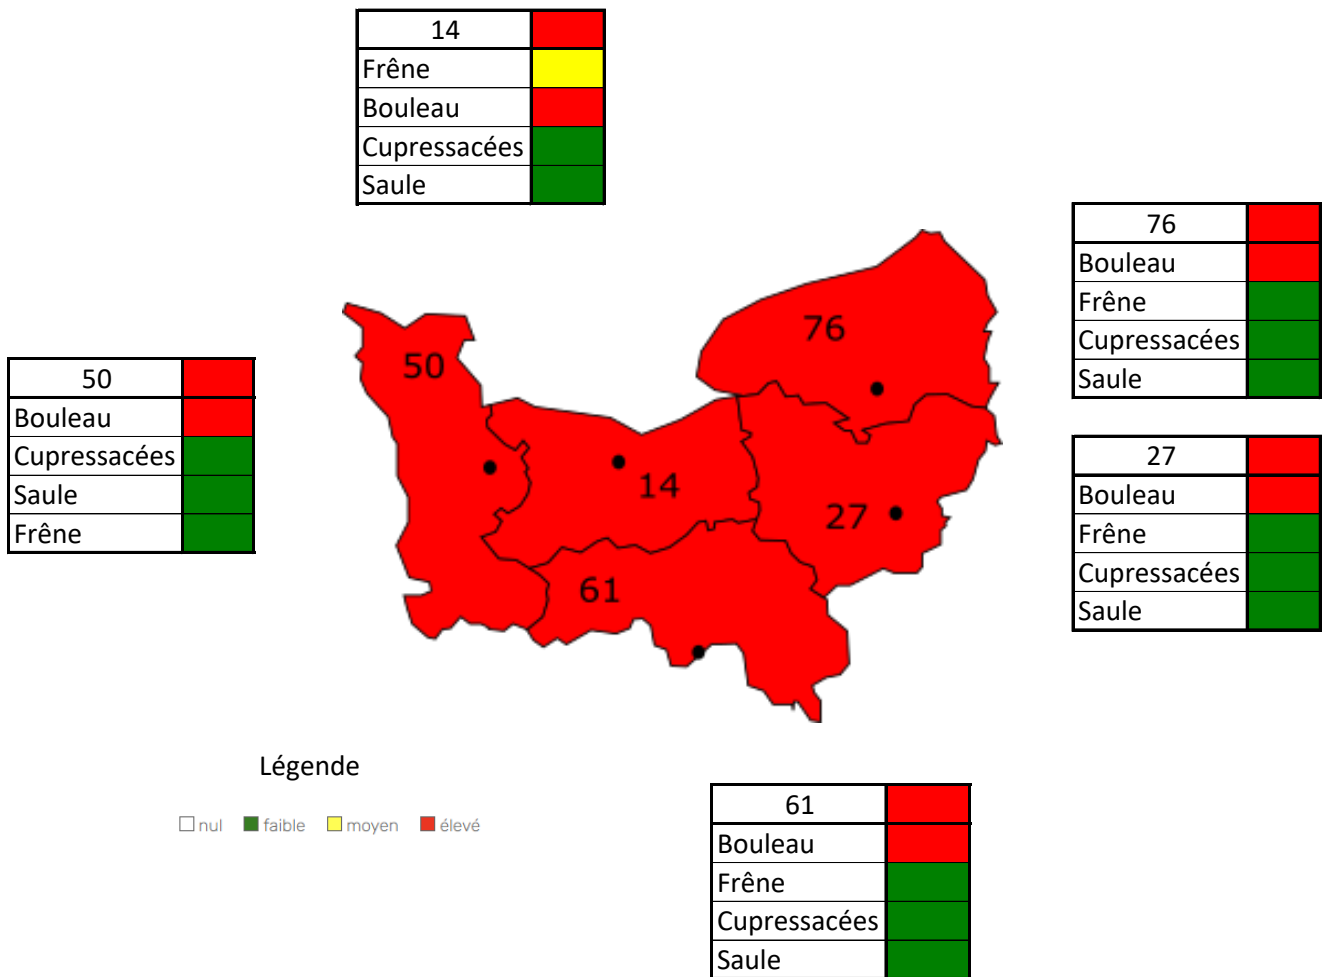 14
Frêne
Bouleau
Cupressacées
Saule
76
Bouleau
Frêne
Cupressacées
Saule
50
Bouleau
Cupressacées
Saule
Frêne
76
50
14
27
61
27
Bouleau
Frêne
Cupressacées
Saule
Légende
nul faible moyen élevé
61
Bouleau
Frêne
Cupressacées
Saule